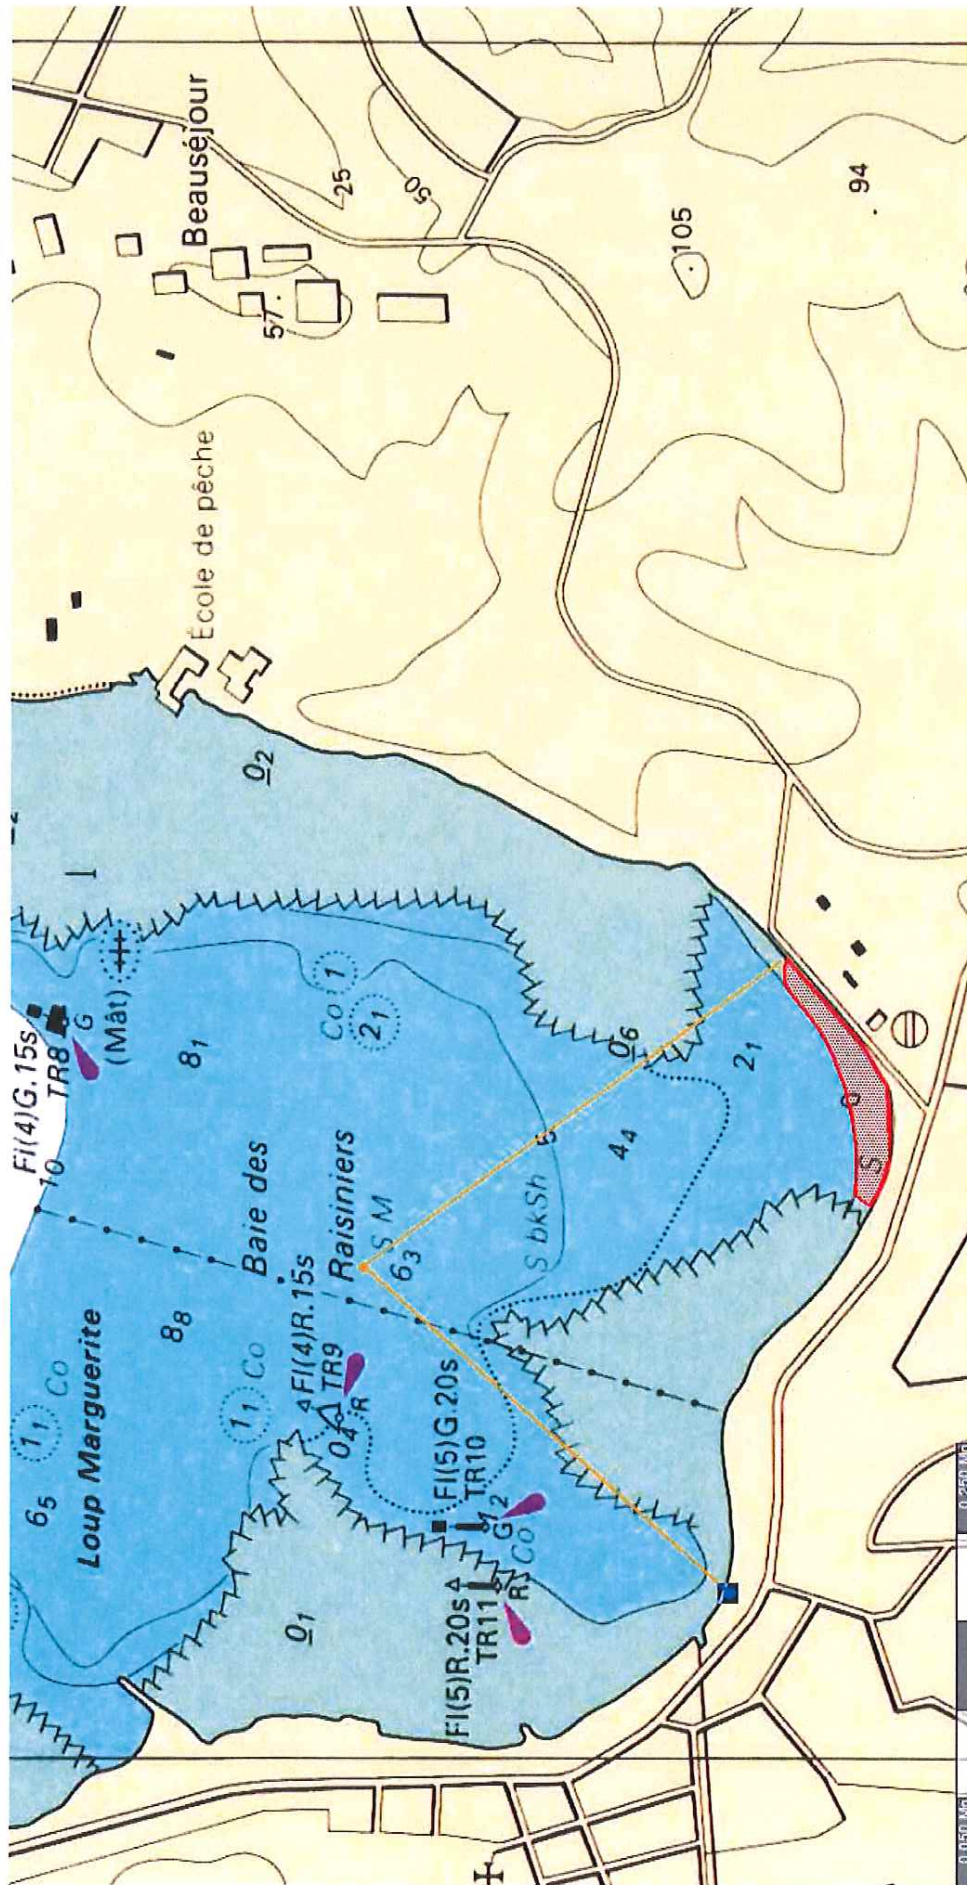 Beauséjour
25
50
57
105
94
École de pêche
0₂
Fl(4)G.15s
TR8
G
(Mât)
10
8₁
Co
1
2₁
0₆
2₁
4₄
5
S
Baie des
Raisiniers
S M
6₃
S bkSh
Fl(4)R.15s
TR9
R
0₄
8₈
1₁
Co
1₁
Co
6₅
Loup Marguerite
Fl(5)G.20s
TR10
G
1₂
Co
Fl(5)R.20s
TR11
R
0₁